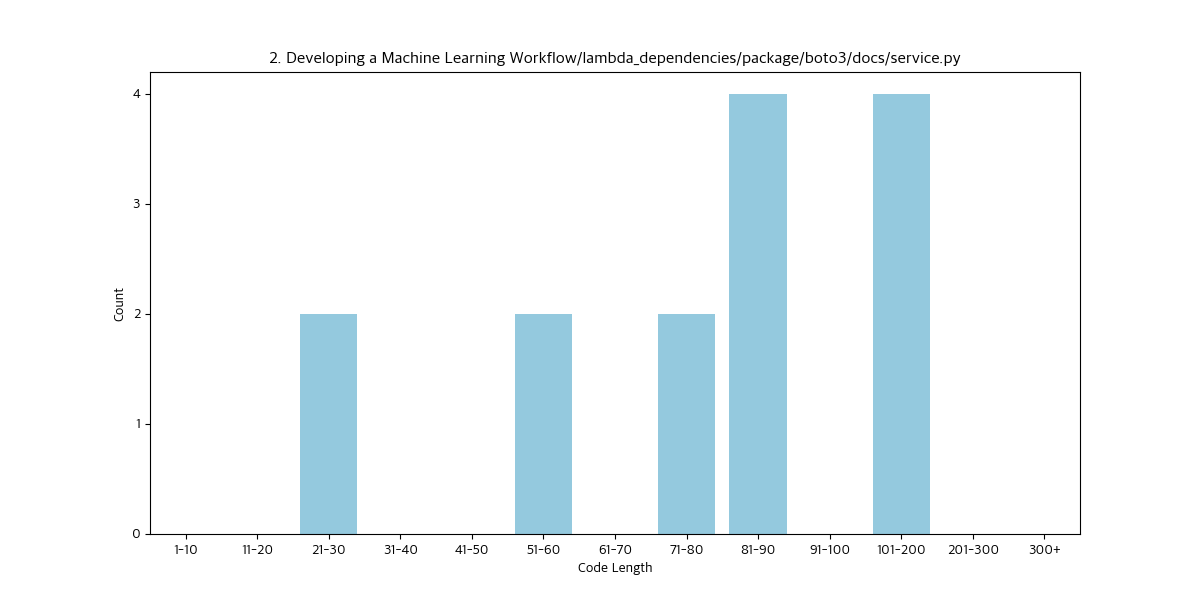 2. Developing a Machine Learning Workflow/lambda_dependencies/package/boto3/docs/service.py
4
3
2
1
0
Count
1-10 11-20 21-30 31-40 41-50 51-60 61-70 71-80 81-90 91-100 101-200 201-300 300+
Code Length